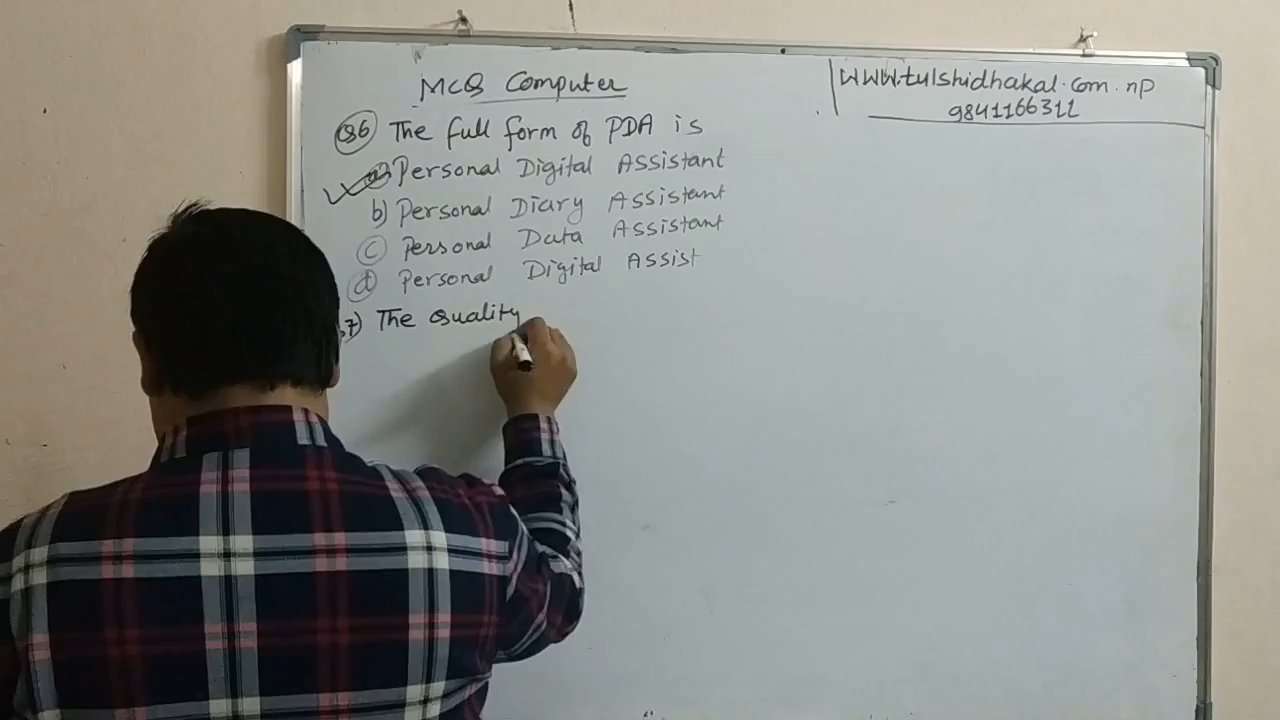 MCQ Computer
www.tulshidhakal.com.np
9841166311
Q6 The full form of PDA is
a) Personal Digital Assistant
b) Personal Diary Assistant
c) Personal Data Assistant
d) Personal Digital Assist
7) The Quality